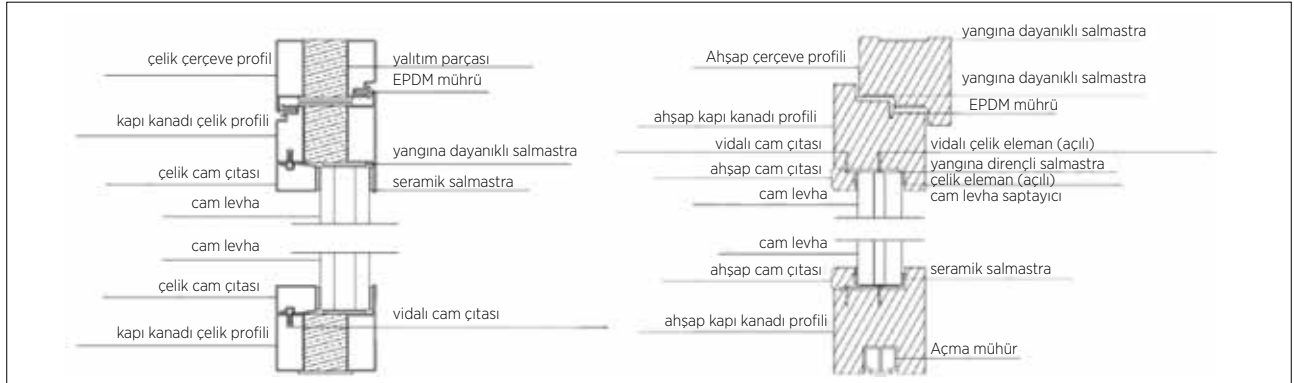 çelik çerçeve profil
kapı kanadı çelik profili
çelik cam çıtası
cam levha
cam levha
çelik cam çıtası
kapı kanadı çelik profili
yalıtım parçası
EPDM mührü
yangına dayanıklı salmastra
seramik salmastra
vidalı cam çıtası
Ahşap çerçeve profili
ahşap kapı kanadı profili
vidalı cam çıtası
ahşap cam çıtası
cam levha
cam levha
ahşap cam çıtası
ahşap kapı kanadı profili
yangına dayanıklı salmastra
yangına dayanıklı salmastra
EPDM mührü
vidalı çelik eleman (açılı)
yangına dirençli salmastra
çelik eleman (açılı)
cam levha saptayıcı
seramik salmastra
Açma mühür